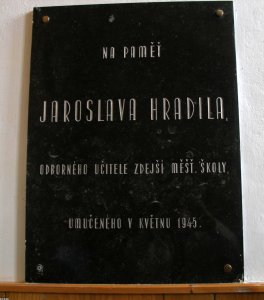 NA PAMĚŤ
JAROSLAVA HRADILA,
ODBORNÉHO UČITELE ZDEJŠÍ MĚŠŤ. ŠKOLY,
UMUČENÉHO V KVĚTNU 1945.